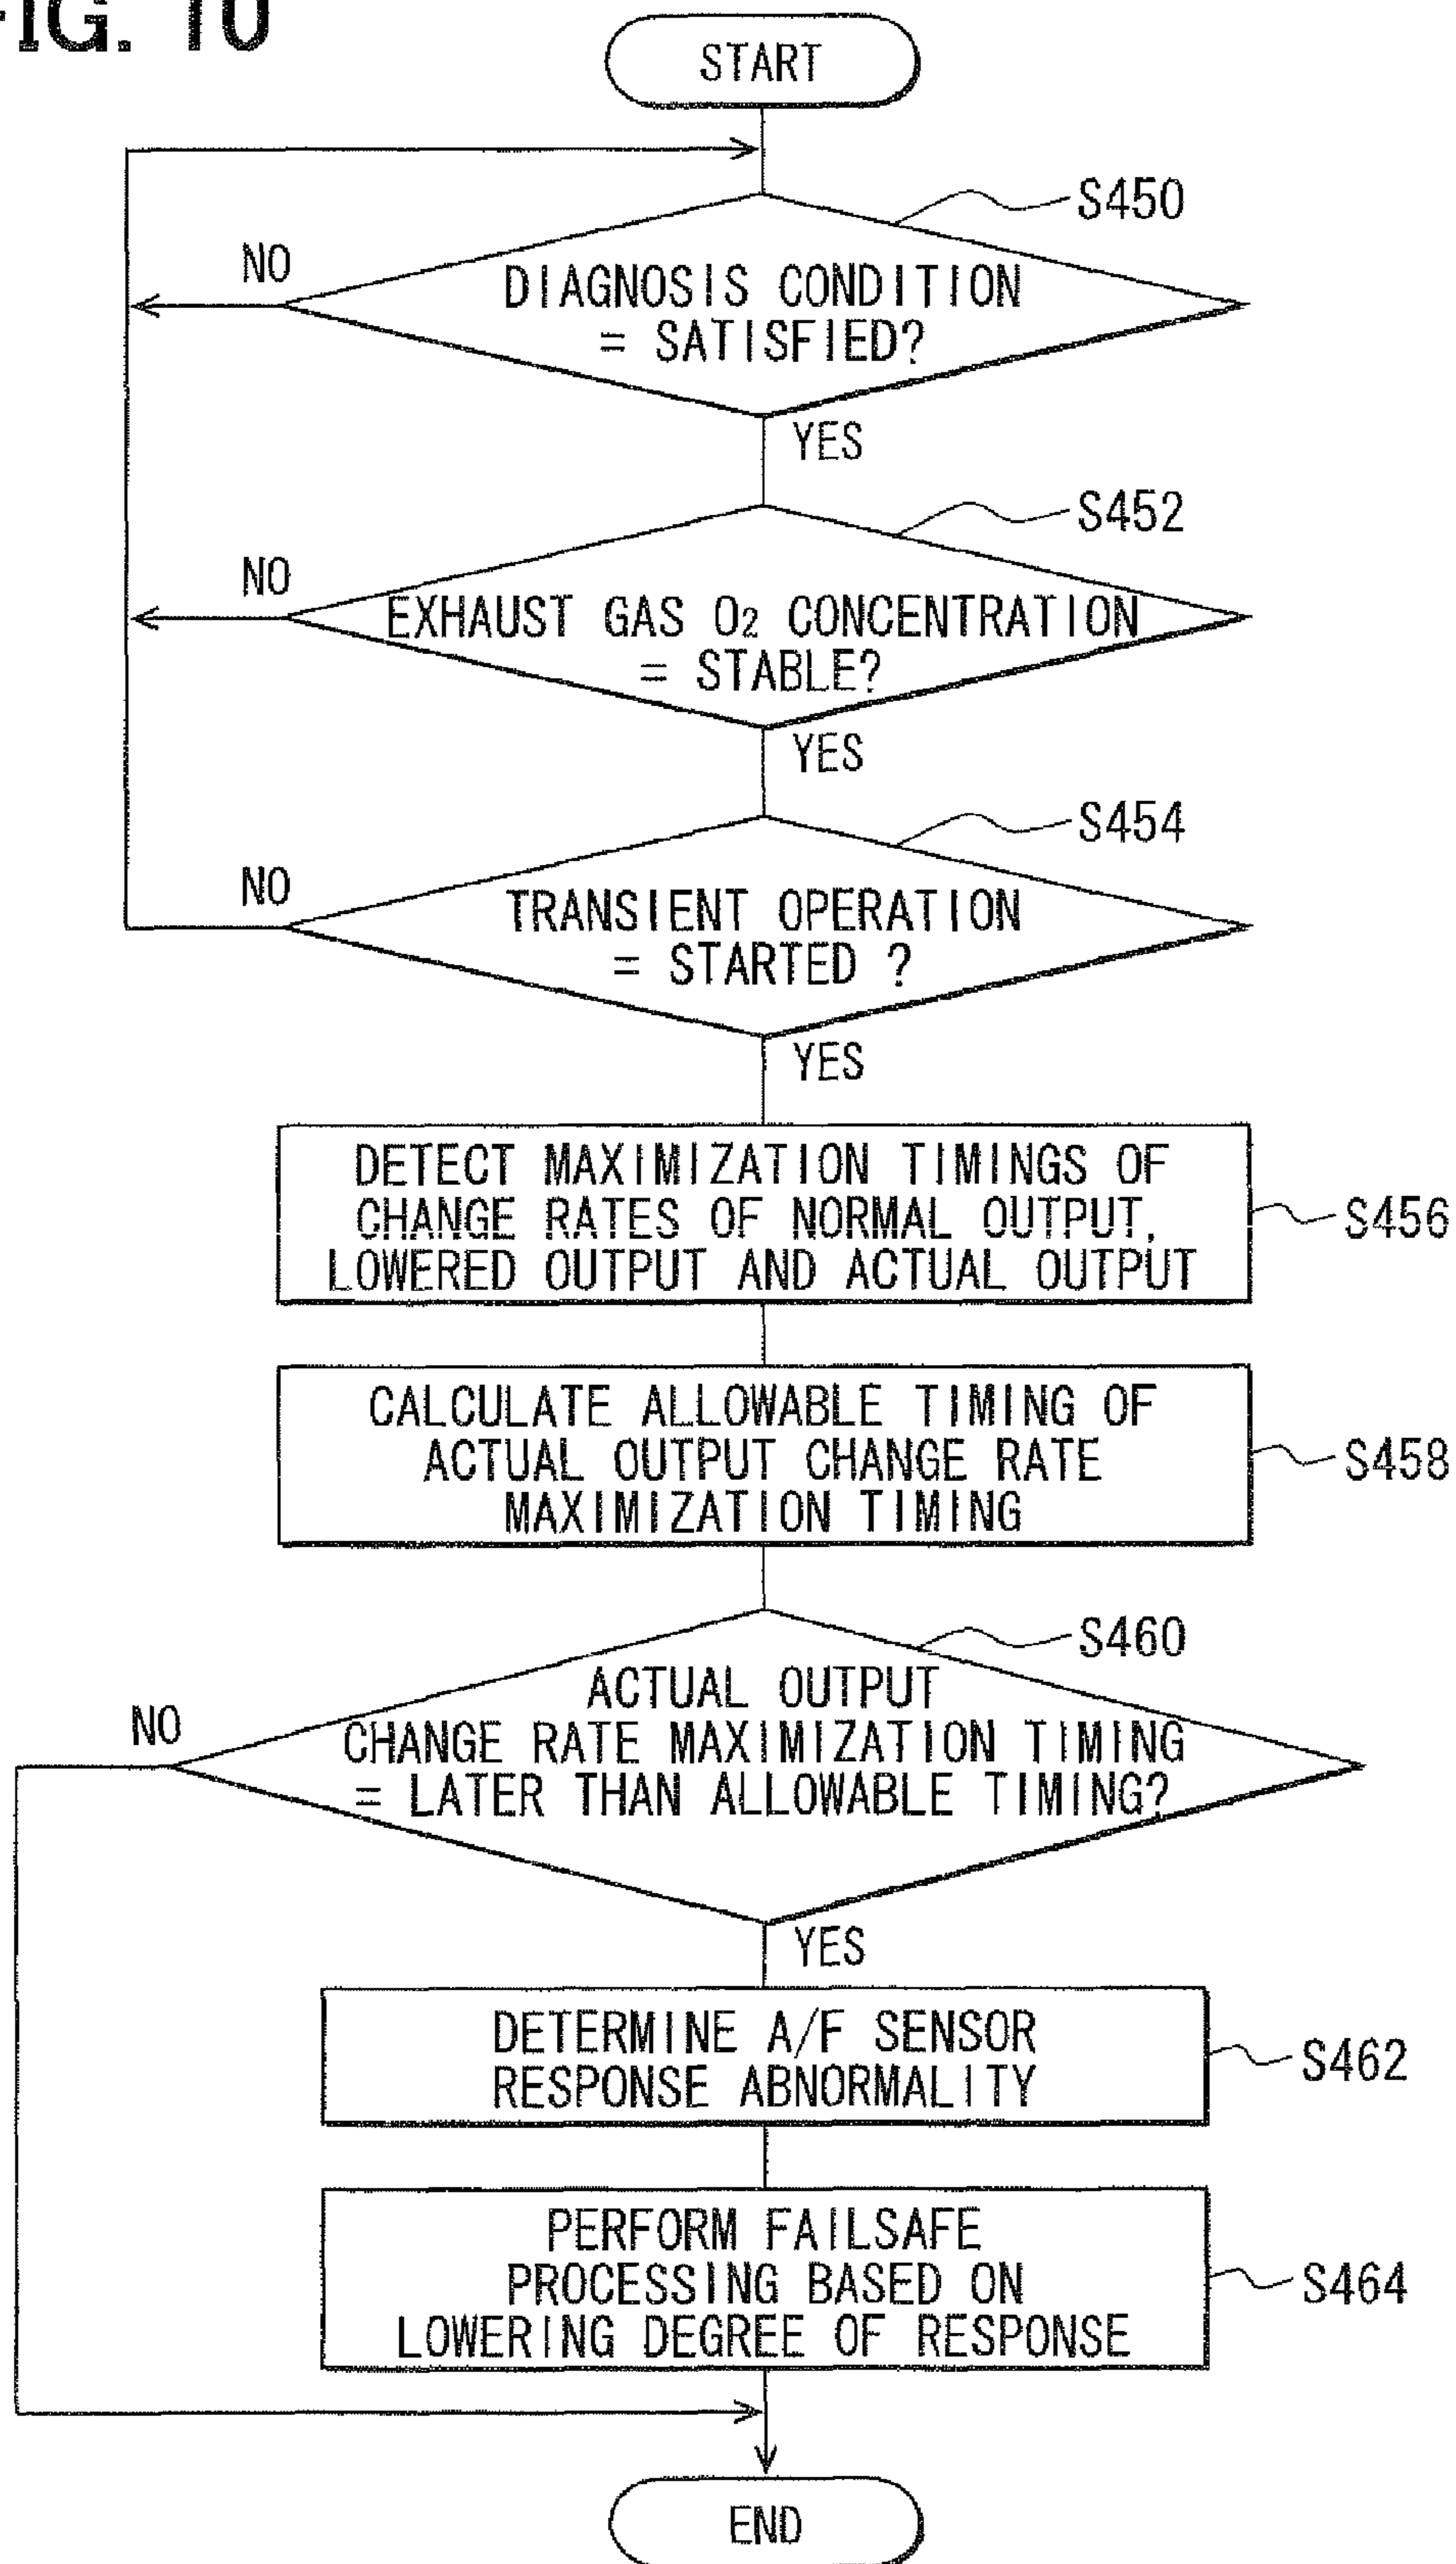 FIG. 10
START
S450
NO
DIAGNOSIS CONDITION
= SATISFIED?
YES
S452
NO
EXHAUST GAS O2 CONCENTRATION
= STABLE?
YES
S454
NO
TRANSIENT OPERATION
= STARTED ?
YES
DETECT MAXIMIZATION TIMINGS OF
CHANGE RATES OF NORMAL OUTPUT,
LOWERED OUTPUT AND ACTUAL OUTPUT
S456
CALCULATE ALLOWABLE TIMING OF
ACTUAL OUTPUT CHANGE RATE
MAXIMIZATION TIMING
S458
S460
NO
ACTUAL OUTPUT
CHANGE RATE MAXIMIZATION TIMING
= LATER THAN ALLOWABLE TIMING?
YES
DETERMINE A/F SENSOR
RESPONSE ABNORMALITY
S462
PERFORM FAILSAFE
PROCESSING BASED ON
LOWERING DEGREE OF RESPONSE
S464
END